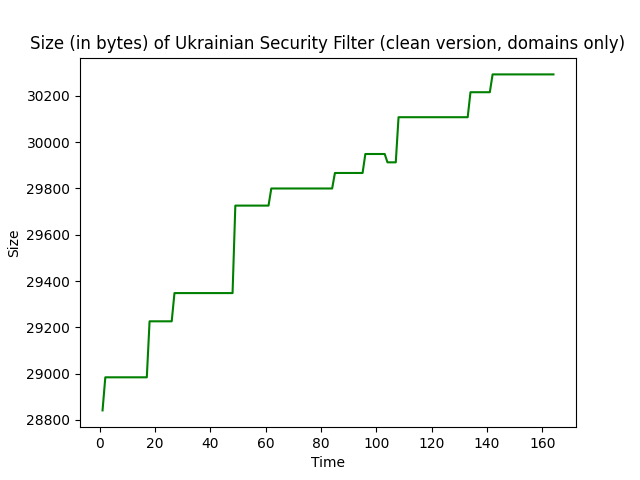 Size (in bytes) of Ukrainian Security Filter (clean version, domains only)
30200
30000
29800
29600
29400
29200
29000
28800
Size
0 20 40 60 80 100 120 140 160
Time